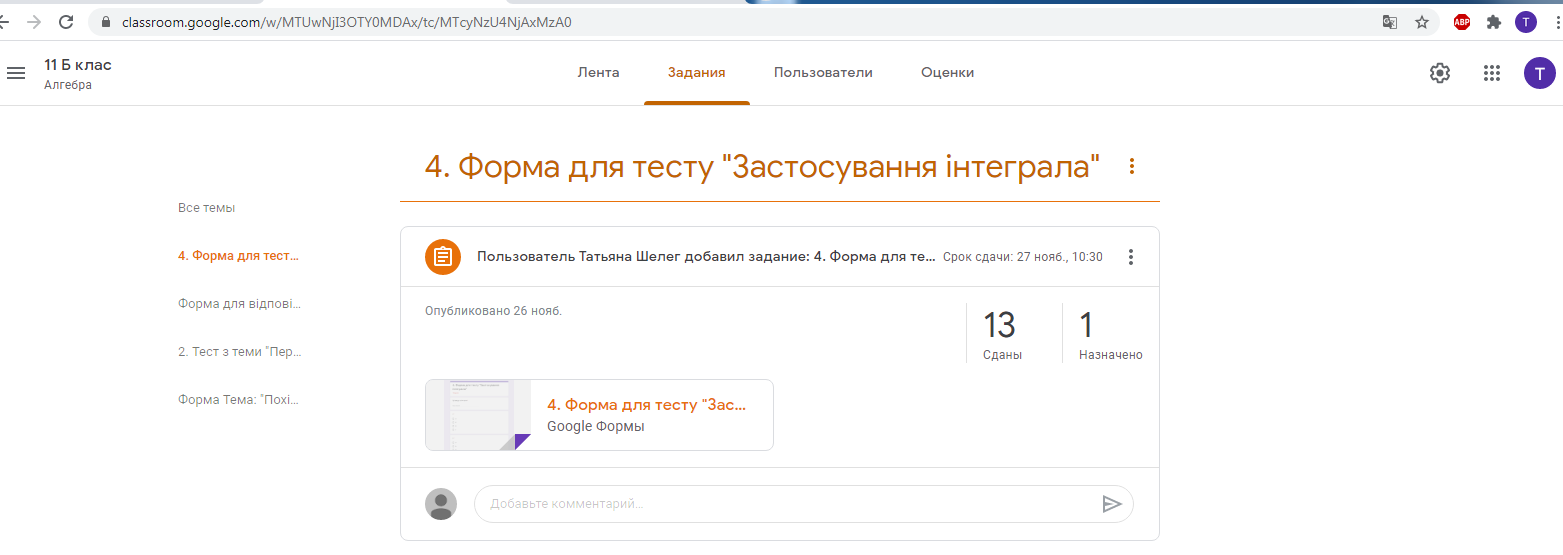 classroom.google.com/w/MTUwNjI3OTY0MDAx/tc/MTcyNzU4NjAxMzA0
ABP
T
11 Б клас
Алгебра
Лента
Задания
Пользователи
Оценки
T
4. Форма для тесту "Застосування інтеграла"
Все темы
4. Форма для тест...
Форма для відпові...
2. Тест з теми "Пер...
Форма Тема: "Похі...
Пользователь Татьяна Шелег добавил задание: 4. Форма для те...
Срок сдачи: 27 нояб., 10:30
Опубликовано 26 нояб.
13
Сданы
1
Назначено
4. Форма для тесту "Зас...
Google Формы
Добавьте комментарий...